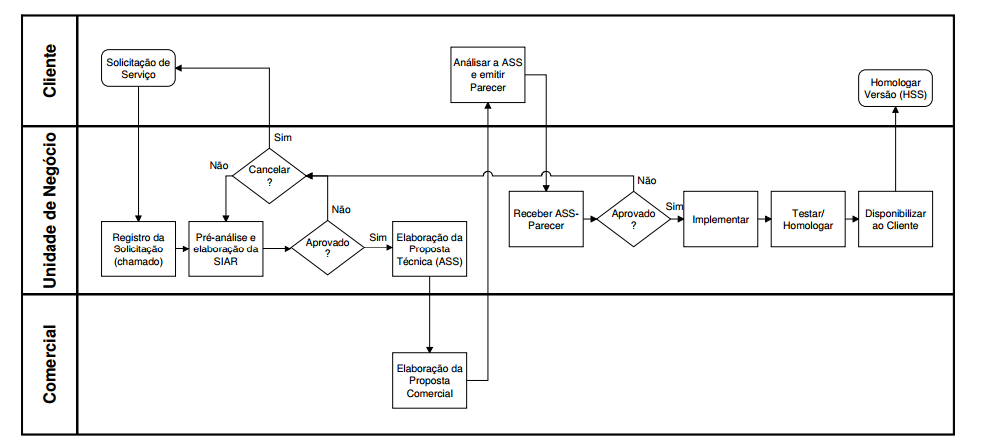 Cliente
Solicitação de
Serviço
Análisar a ASS
e emitir
Parecer
Homologar
Versão (HSS)
Unidade de Negócio
Sim
Não
Cancelar
?
Não
Registro da
Solicitação
(chamado)
Pré-análise e
elaboração da
SIAR
Aprovado
?
Sim
Elaboração da
Proposta
Técnica (ASS)
Receber ASS-
Parecer
Não
Aprovado
?
Sim
Implementar
Testar/
Homologar
Disponibilizar
ao Cliente
Comercial
Elaboração da
Proposta
Comercial